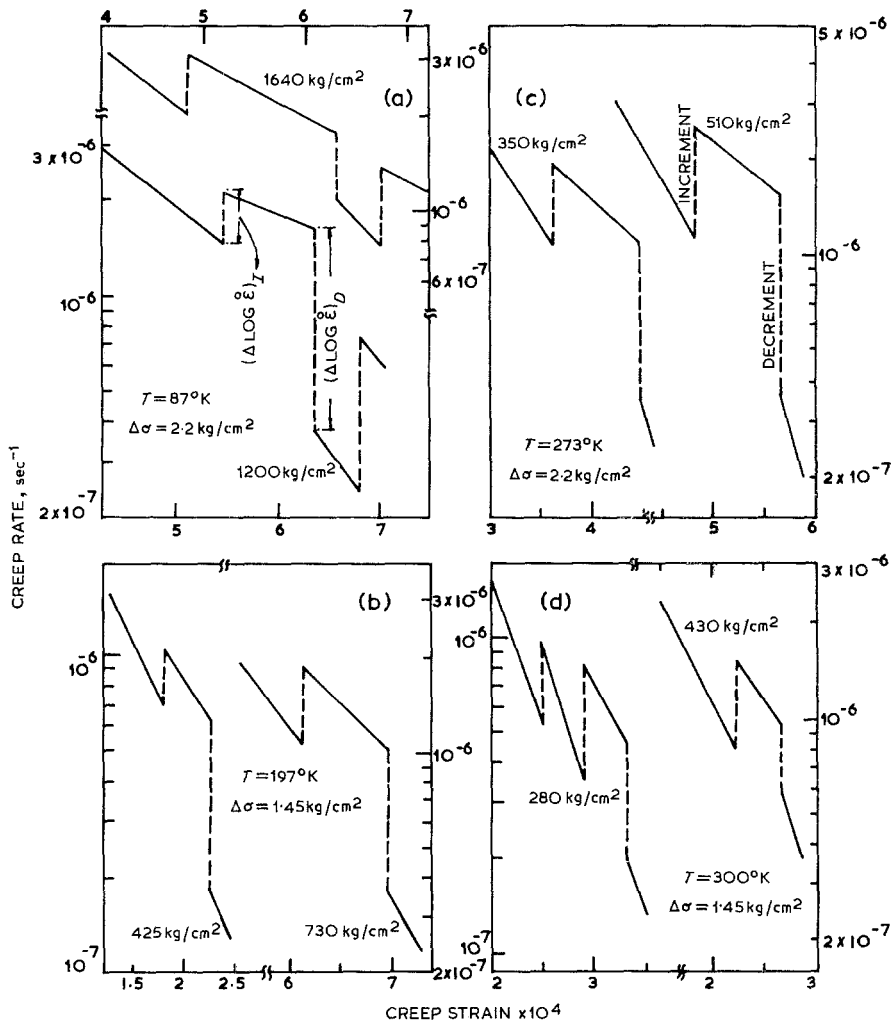 4 5 6 7
1640 kg/cm²
(a)
3 × 10⁻⁶
3 × 10⁻⁶
10⁻⁶
10⁻⁶
6 × 10⁻⁷
(Δ LOG ε̊)I
(Δ LOG ε̊)D
T = 87°K
Δσ = 2·2 kg/cm²
1200 kg/cm²
2 × 10⁻⁷
5 6 7
3 × 10⁻⁶
5 × 10⁻⁶
(c)
350 kg/cm²
INCREMENT
510 kg/cm²
10⁻⁶
DECREMENT
T = 273°K
Δσ = 2·2 kg/cm²
2 × 10⁻⁷
3 4 5 6
CREEP RATE, sec⁻¹
(b)
3 × 10⁻⁶
10⁻⁶
10⁻⁶
T = 197°K
Δσ = 1·45 kg/cm²
425 kg/cm²
730 kg/cm²
10⁻⁷
2 × 10⁻⁷
1·5 2 2·5 6 7
(d)
3 × 10⁻⁶
430 kg/cm²
10⁻⁶
10⁻⁶
280 kg/cm²
T = 300°K
Δσ = 1·45 kg/cm²
10⁻⁷
2 × 10⁻⁷
2 3 2 3
CREEP STRAIN × 10⁴